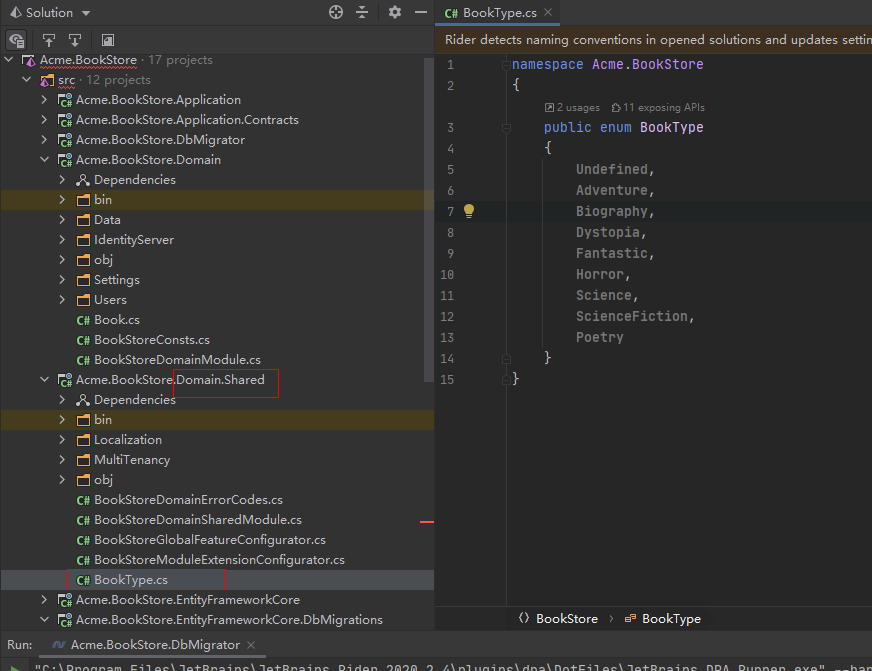 Solution
Acme.BookStore · 17 projects
src · 12 projects
Acme.BookStore.Application
Acme.BookStore.Application.Contracts
Acme.BookStore.DbMigrator
Acme.BookStore.Domain
Dependencies
bin
Data
IdentityServer
obj
Settings
Users
C# Book.cs
C# BookStoreConsts.cs
C# BookStoreDomainModule.cs
Acme.BookStore.Domain.Shared
Dependencies
bin
Localization
MultiTenancy
obj
C# BookStoreDomainErrorCodes.cs
C# BookStoreDomainSharedModule.cs
C# BookStoreGlobalFeatureConfigurator.cs
C# BookStoreModuleExtensionConfigurator.cs
C# BookType.cs
Acme.BookStore.EntityFrameworkCore
Acme.BookStore.EntityFrameworkCore.DbMigrations
C# BookType.cs
Rider detects naming conventions in opened solutions and updates settin
1 namespace Acme.BookStore
2 {
2 usages 11 exposing APIs
3 public enum BookType
4 {
5 Undefined,
6 Adventure,
7 Biography,
8 Dystopia,
9 Fantastic,
10 Horror,
11 Science,
12 ScienceFiction,
13 Poetry
14 }
15 }
BookStore › BookType
Run: Acme.BookStore.DbMigrator
"C:\Program Files\JetBrains\JetBrains Rider 2020.2.4\plugins\dpa\DotFiles\JetBrains.DPA.Runner.exe" --han